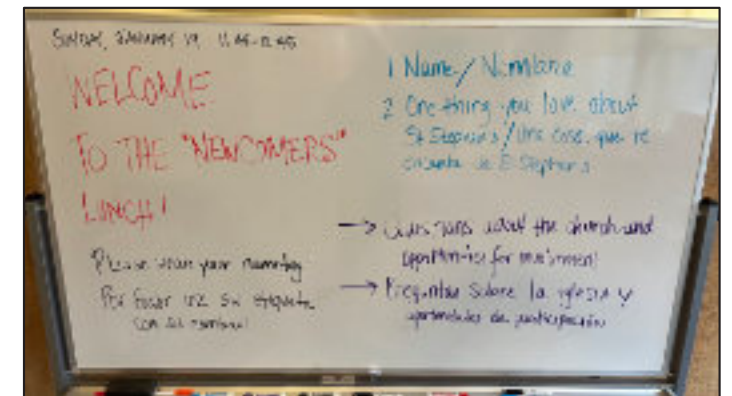 SUNDAY, JANUARY 19, 11:45-12:45
WELCOME
TO THE "NEWCOMERS"
LUNCH!
Please wear your nametag
Por favor use su etiqueta
con su nombre!
1 Name / Nombre
2 One thing you love about
St Stephen's / Una cosa que te
encanta de St Stephen's
→ Questions about the church and
opportunities for involvement
→ Preguntas sobre la iglesia y
oportunidades de participación